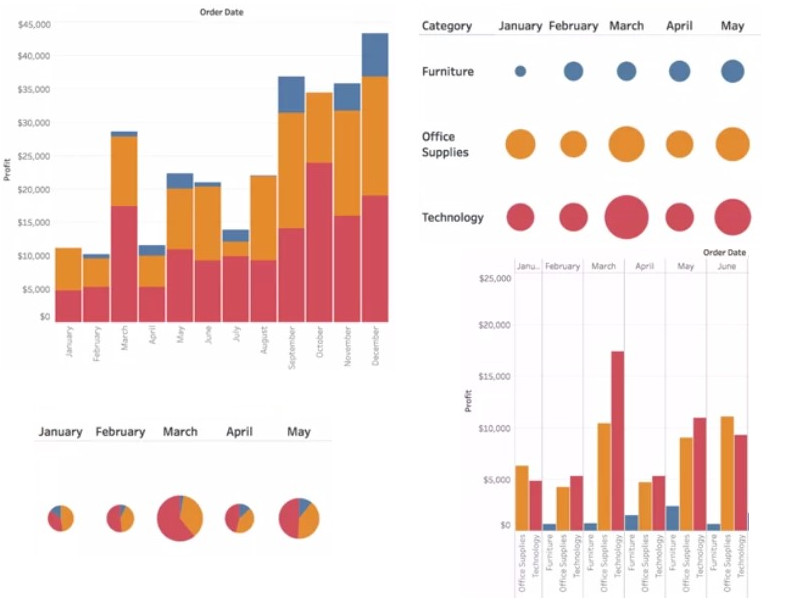 Order Date
$45,000
$40,000
$35,000
$30,000
$25,000
$20,000
$15,000
$10,000
$5,000
$0
Profit
January
February
March
April
May
June
July
August
September
October
November
December
Category January February March April May
Furniture
Office
Supplies
Technology
January February March April May
Order Date
Janu.. February March April May June
$25,000
$20,000
$15,000
$10,000
$5,000
$0
Profit
Office Supplies
Technology
Furniture
Office Supplies
Technology
Furniture
Office Supplies
Technology
Furniture
Office Supplies
Technology
Furniture
Office Supplies
Technology
Furniture
Office Supplies
Technology